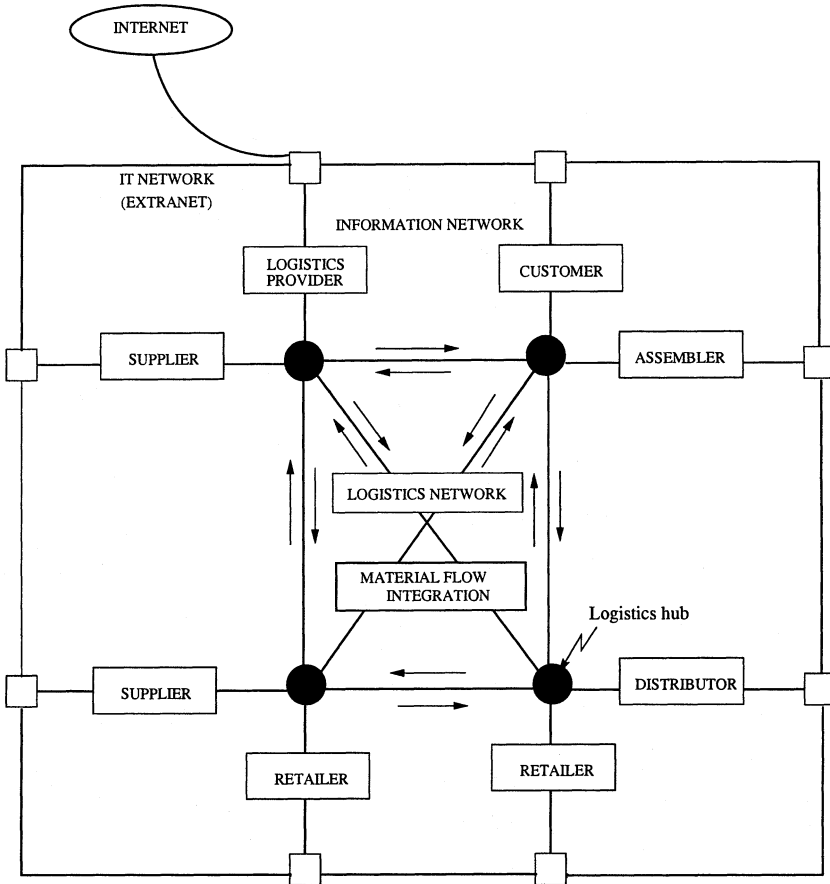 INTERNET
IT NETWORK
(EXTRANET)
INFORMATION NETWORK
LOGISTICS
PROVIDER
CUSTOMER
SUPPLIER
ASSEMBLER
LOGISTICS NETWORK
MATERIAL FLOW
INTEGRATION
Logistics hub
SUPPLIER
DISTRIBUTOR
RETAILER
RETAILER